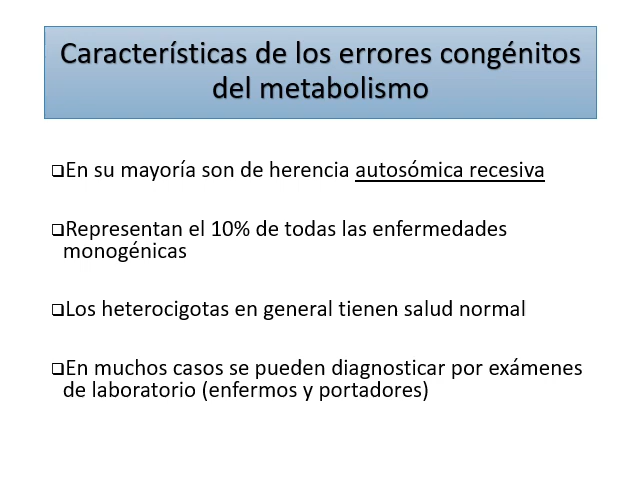 Características de los errores congénitos
del metabolismo
❑En su mayoría son de herencia autosómica recesiva
❑Representan el 10% de todas las enfermedades
monogénicas
❑Los heterocigotas en general tienen salud normal
❑En muchos casos se pueden diagnosticar por exámenes
de laboratorio (enfermos y portadores)